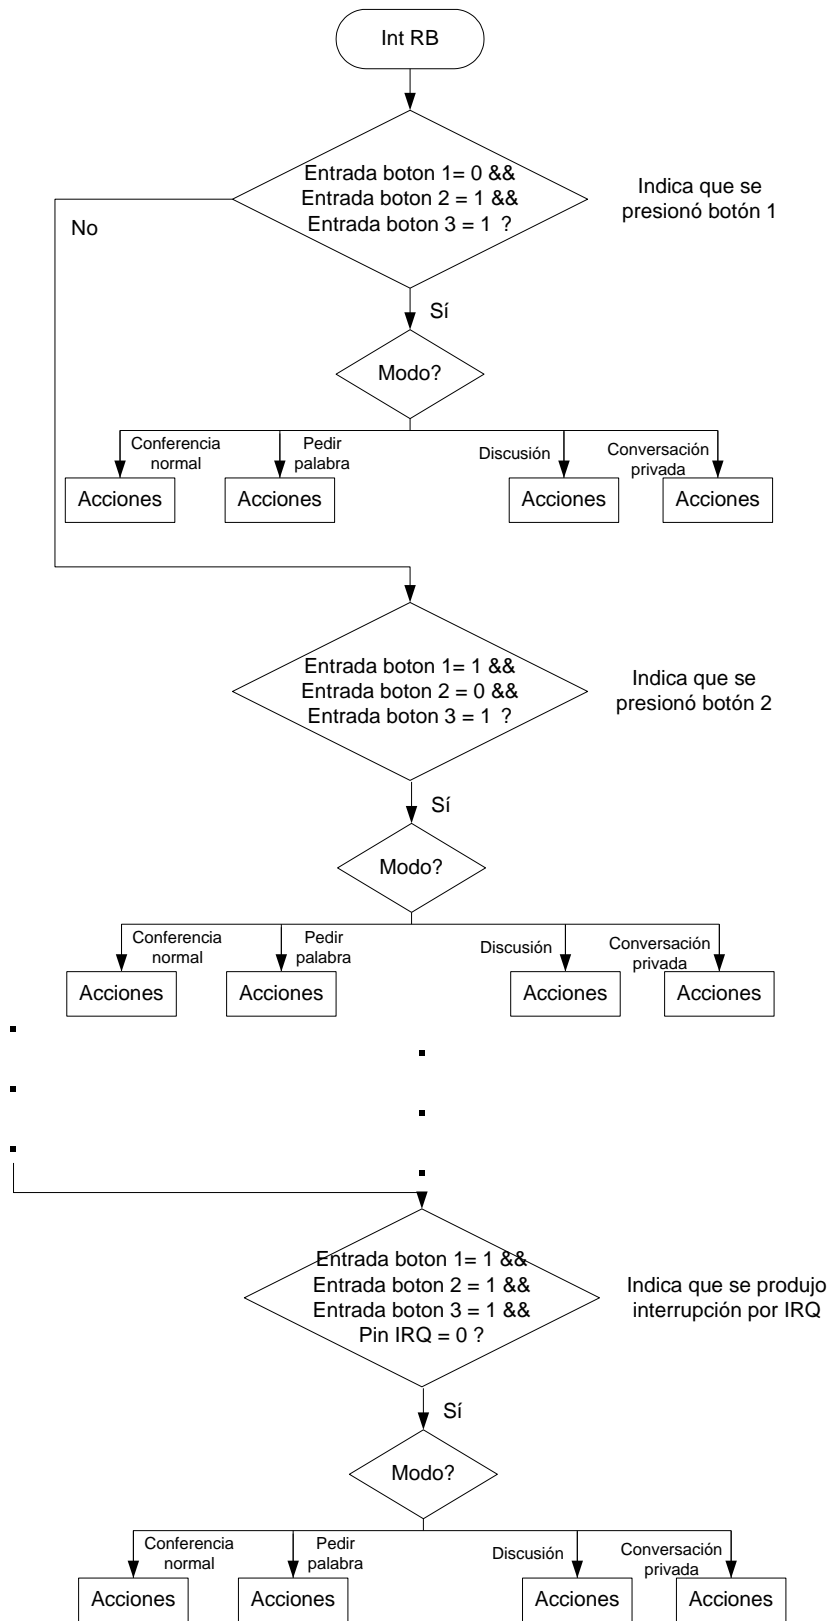 Int RB
Entrada boton 1= 0 &&
Entrada boton 2 = 1 &&
Entrada boton 3 = 1 ?
Indica que se
presionó botón 1
No
Sí
Modo?
Conferencia
normal
Pedir
palabra
Discusión
Conversación
privada
Acciones
Acciones
Acciones
Acciones
Entrada boton 1= 1 &&
Entrada boton 2 = 0 &&
Entrada boton 3 = 1 ?
Indica que se
presionó botón 2
Sí
Modo?
Conferencia
normal
Pedir
palabra
Discusión
Conversación
privada
Acciones
Acciones
Acciones
Acciones
Entrada boton 1= 1 &&
Entrada boton 2 = 1 &&
Entrada boton 3 = 1 &&
Pin IRQ = 0 ?
Indica que se produjo
interrupción por IRQ
Sí
Modo?
Conferencia
normal
Pedir
palabra
Discusión
Conversación
privada
Acciones
Acciones
Acciones
Acciones